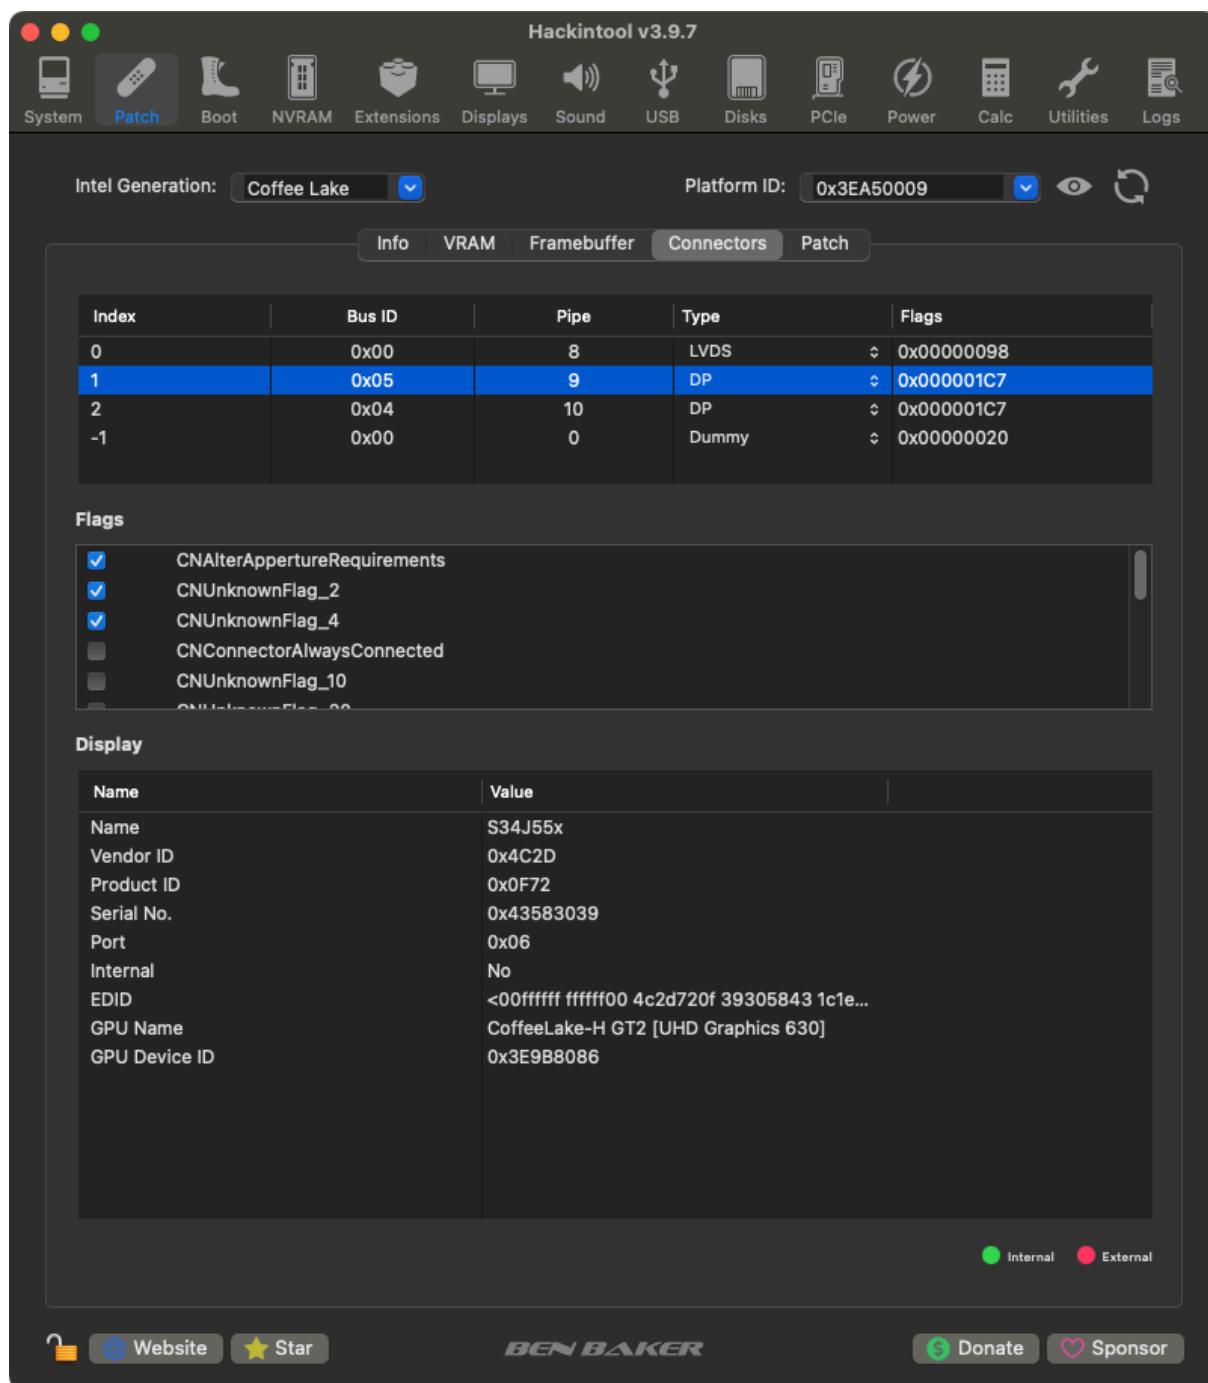 Hackintool v3.9.7
System Patch Boot NVRAM Extensions Displays Sound USB Disks PCIe Power Calc Utilities Logs
Intel Generation: Coffee Lake Platform ID: 0x3EA50009
Info VRAM Framebuffer Connectors Patch
Index Bus ID Pipe Type Flags
0 0x00 8 LVDS 0x00000098
1 0x05 9 DP 0x000001C7
2 0x04 10 DP 0x000001C7
-1 0x00 0 Dummy 0x00000020
Flags
CNAlterAppertureRequirements
CNUnknownFlag_2
CNUnknownFlag_4
CNConnectorAlwaysConnected
CNUnknownFlag_10
Display
Name Value
Name S34J55x
Vendor ID 0x4C2D
Product ID 0x0F72
Serial No. 0x43583039
Port 0x06
Internal No
EDID <00ffffff ffffff00 4c2d720f 39305843 1c1e...
GPU Name CoffeeLake-H GT2 [UHD Graphics 630]
GPU Device ID 0x3E9B8086
Internal External
Website Star BEN BAKER Donate Sponsor